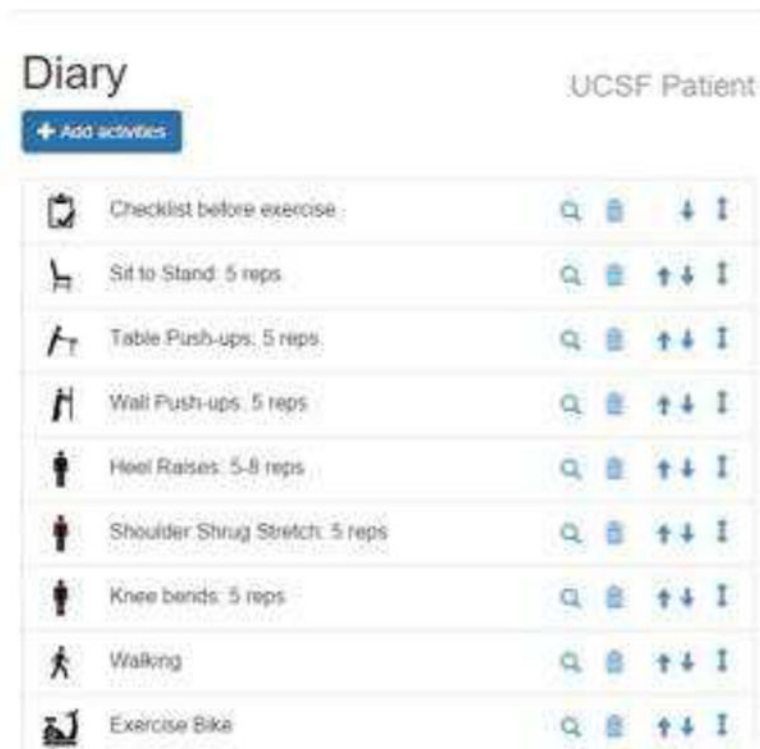 Diary
UCSF Patient
+ Add activities
Checklist before exercise
Sit to Stand: 5 reps
Table Push-ups: 5 reps
Wall Push-ups: 5 reps
Heel Raises: 5-8 reps
Shoulder Shrug Stretch: 5 reps
Knee bends: 5 reps
Walking
Exercise Bike